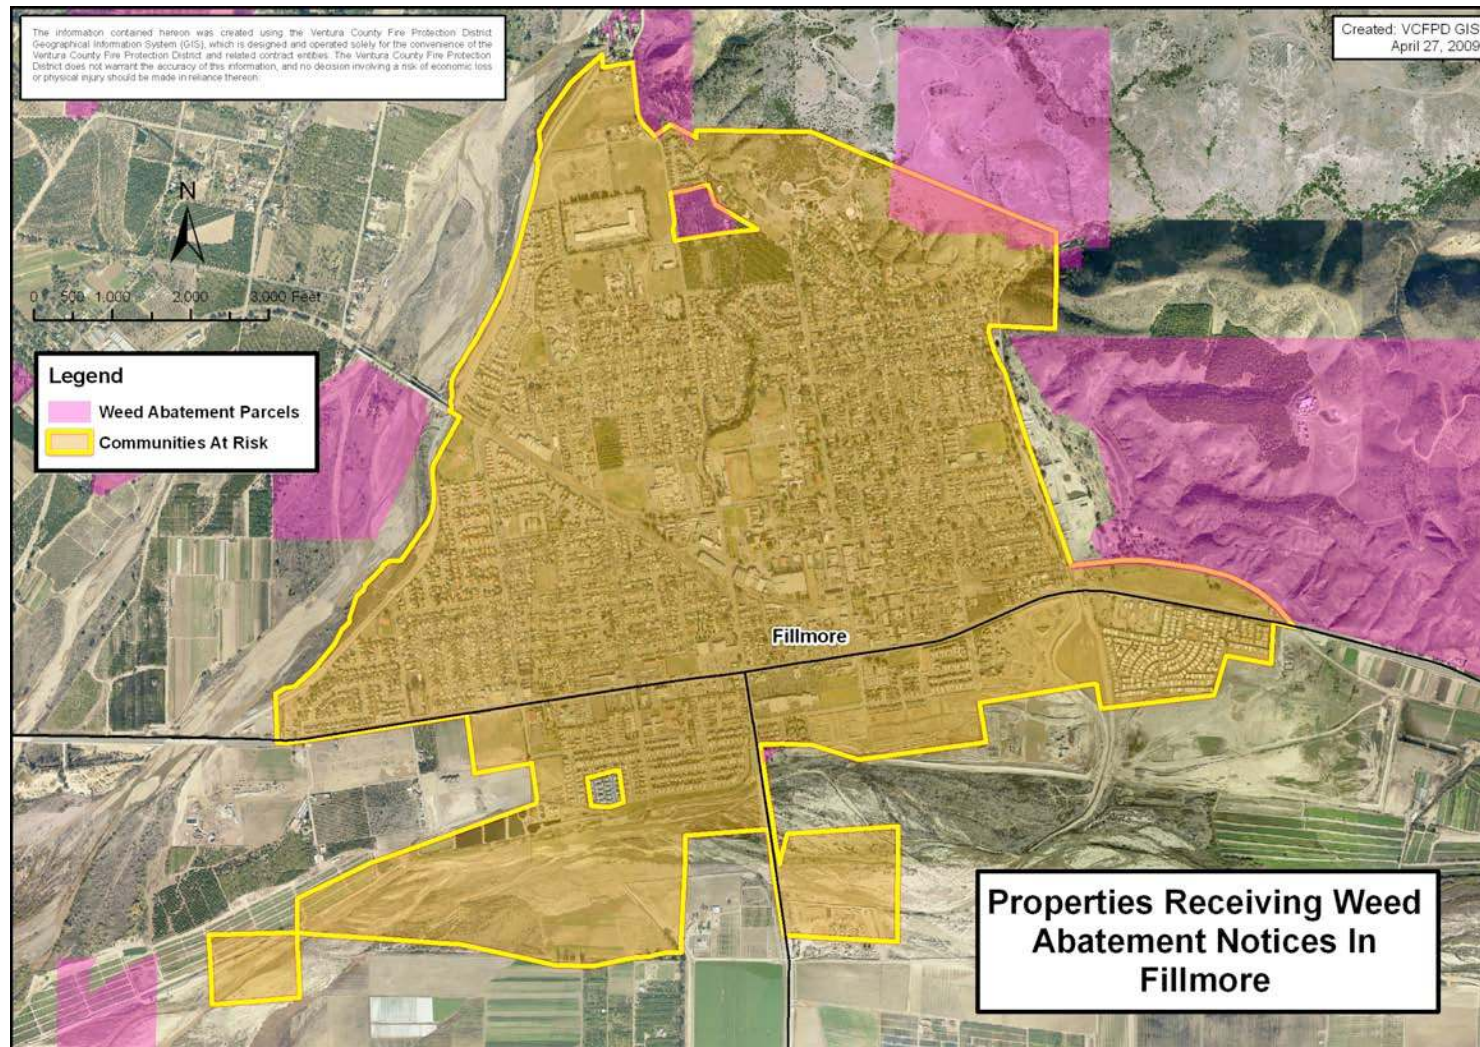 The information contained hereon was created using the Ventura County Fire Protection District
Geographical Information System (GIS), which is designed and operated solely for the convenience of the
Ventura County Fire Protection District and related contract entities. The Ventura County Fire Protection
District does not warrant the accuracy of this information, and no decision involving a risk of economic loss
or physical injury should be made in reliance thereon.
Created: VCFPD GIS
April 27, 2009
N
0 500 1,000 2,000 3,000 Feet
Legend
Weed Abatement Parcels
Communities At Risk
Fillmore
Properties Receiving Weed
Abatement Notices In
Fillmore